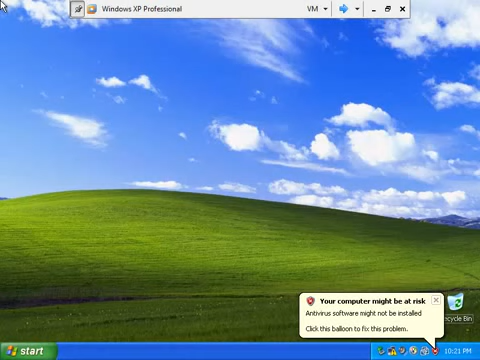 Windows XP Professional
VM
Your computer might be at risk
Antivirus software might not be installed
Click this balloon to fix this problem.
ecycle Bin
start
10:21 PM